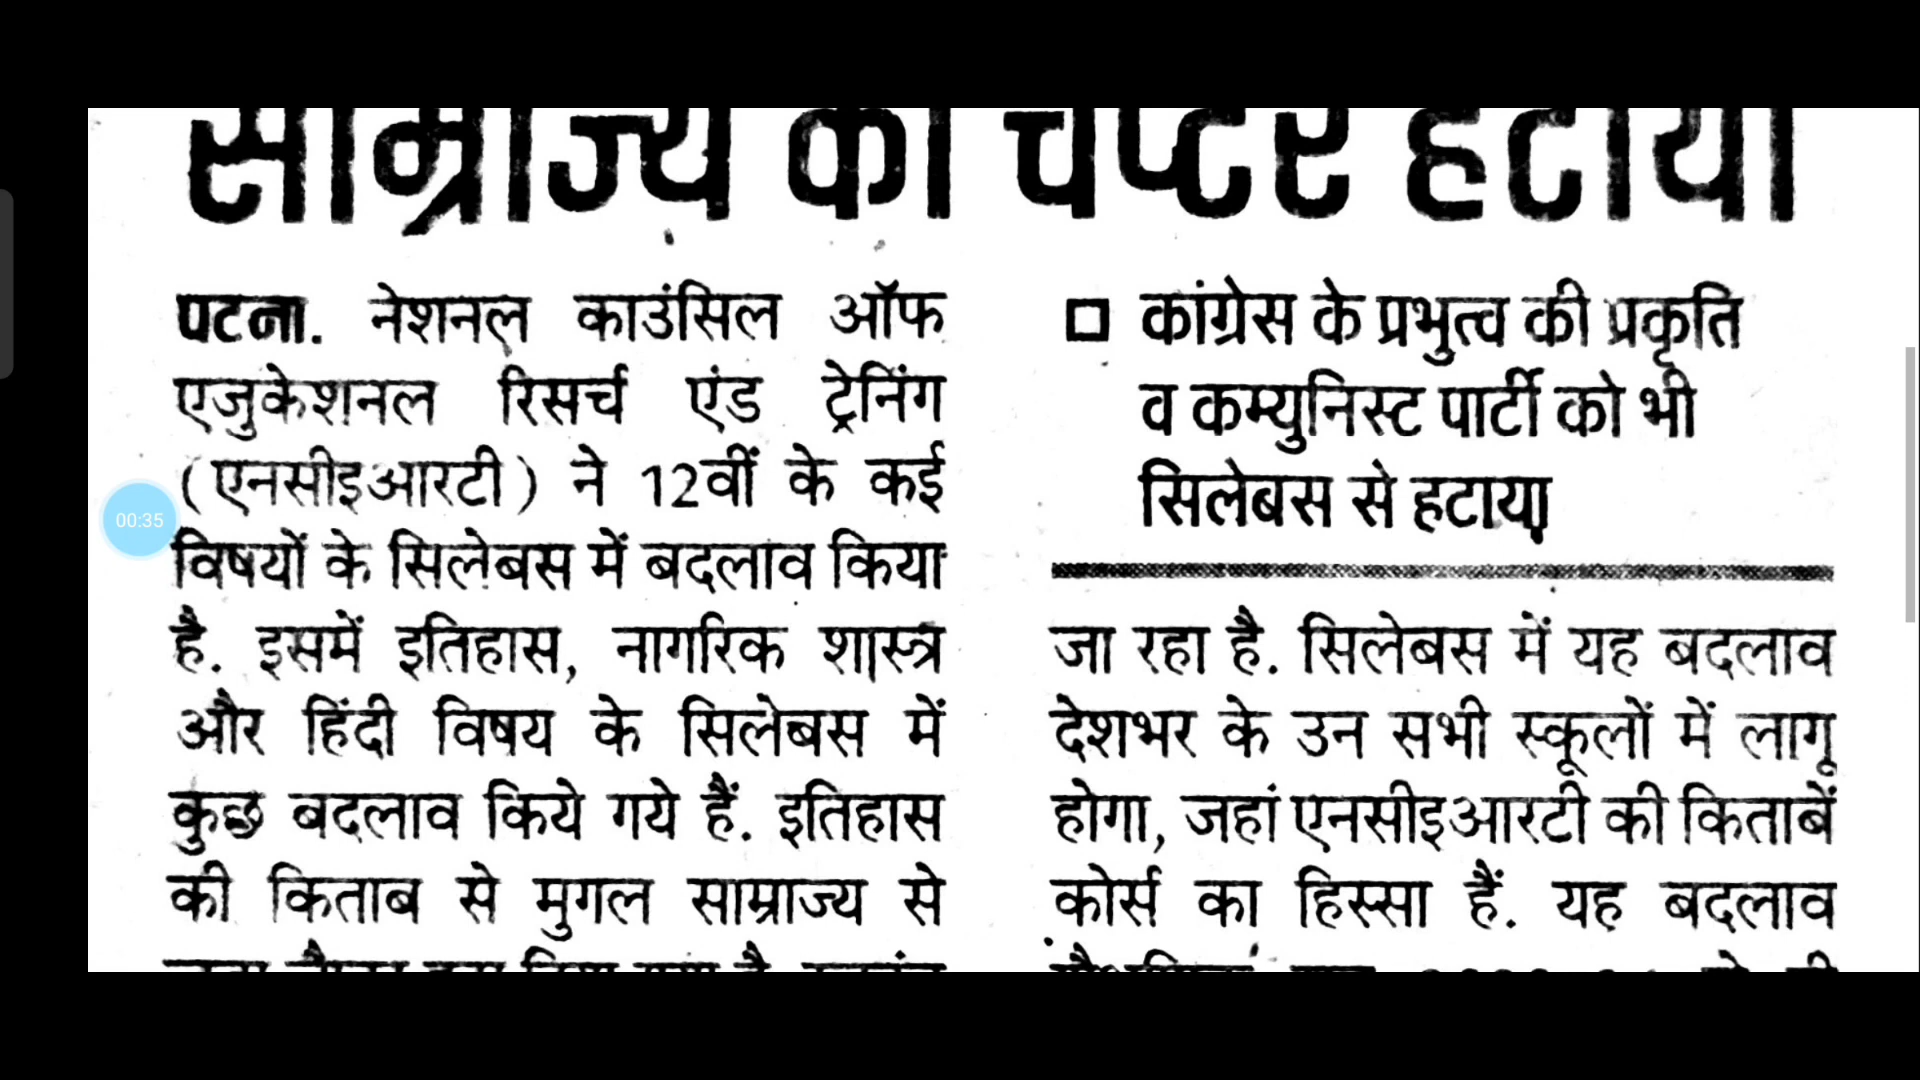 साम्राज्य का चैप्टर हटाया
पटना. नेशनल काउंसिल ऑफ
एजुकेशनल रिसर्च एंड ट्रेनिंग
(एनसीइआरटी) ने 12वीं के कई
विषयों के सिलेबस में बदलाव किया
है. इसमें इतिहास, नागरिक शास्त्र
और हिंदी विषय के सिलेबस में
कुछ बदलाव किये गये हैं. इतिहास
की किताब से मुगल साम्राज्य से
कांग्रेस के प्रभुत्व की प्रकृति
व कम्युनिस्ट पार्टी को भी
सिलेबस से हटाया
जा रहा है. सिलेबस में यह बदलाव
देशभर के उन सभी स्कूलों में लागू
होगा, जहां एनसीइआरटी की किताबें
कोर्स का हिस्सा हैं. यह बदलाव
00:35